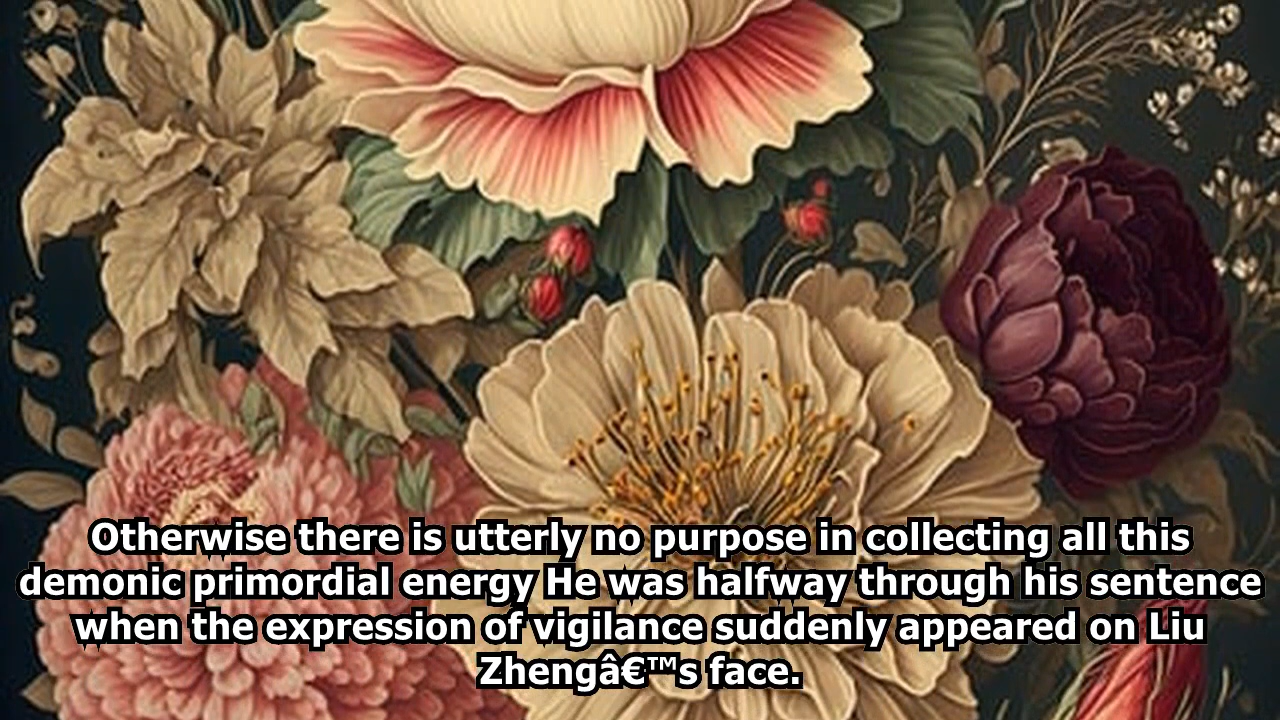 Otherwise there is utterly no purpose in collecting all this
demonic primordial energy He was halfway through his sentence
when the expression of vigilance suddenly appeared on Liu
Zhengâ€™s face.